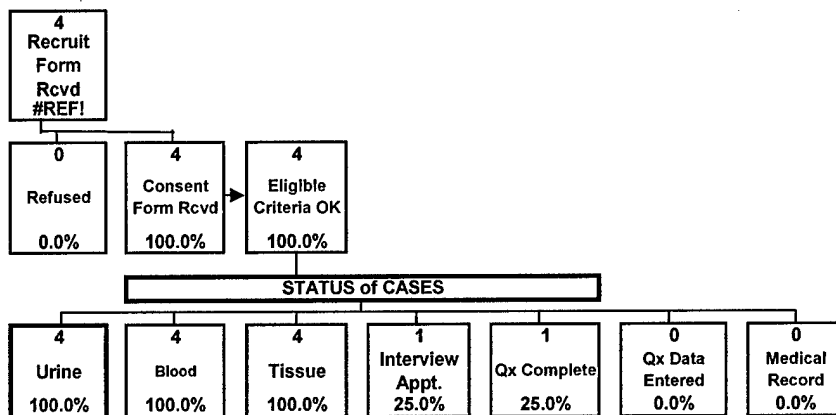 4
Recruit
Form
Rcvd
#REF!
0
Refused
0.0%
4
Consent
Form Rcvd
100.0%
4
Eligible
Criteria OK
100.0%
STATUS of CASES
4
Urine
100.0%
4
Blood
100.0%
4
Tissue
100.0%
1
Interview
Appt.
25.0%
1
Qx Complete
25.0%
0
Qx Data
Entered
0.0%
0
Medical
Record
0.0%